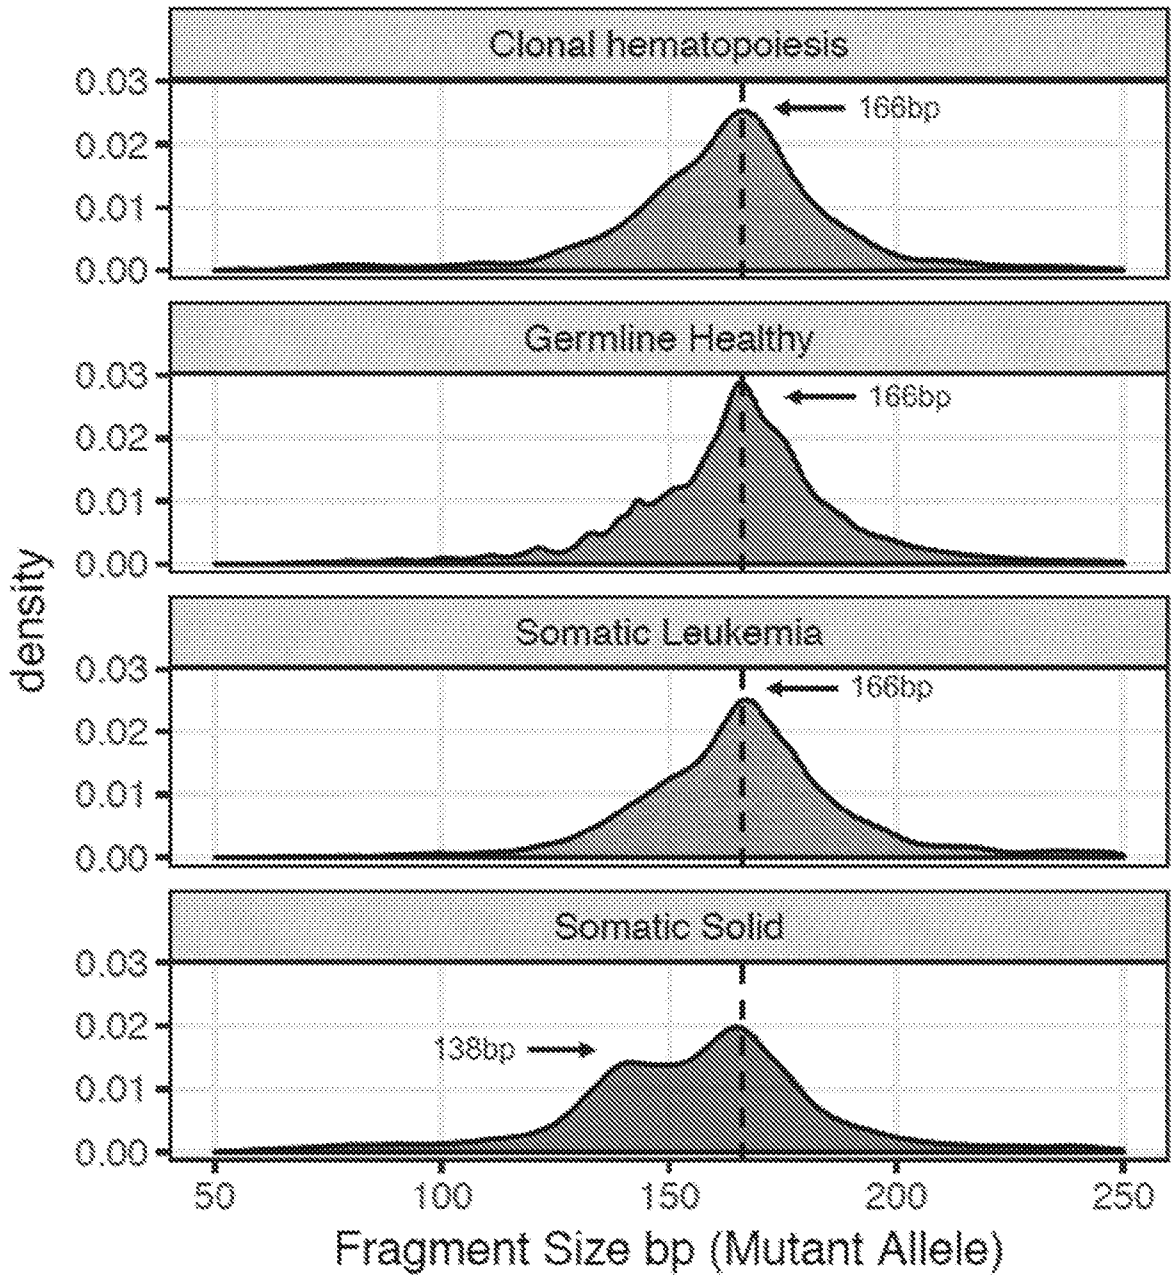 Clonal hematopoiesis
0.03
166bp
0.02
0.01
0.00
Germline Healthy
0.03
166bp
0.02
0.01
0.00
density
Somatic Leukemia
0.03
166bp
0.02
0.01
0.00
Somatic Solid
0.03
0.02
138bp
0.01
0.00
50 100 150 200 250
Fragment Size bp (Mutant Allele)